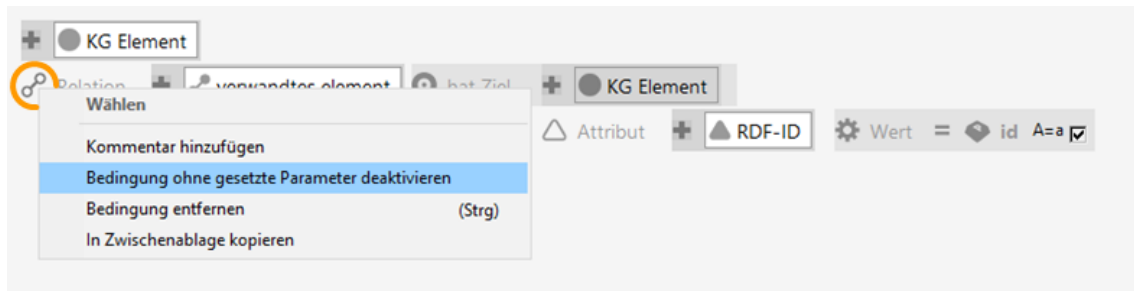 KG Element
Relation verwandtes element hat Ziel KG Element
Wählen
Attribut RDF-ID Wert = id A=a
Kommentar hinzufügen
Bedingung ohne gesetzte Parameter deaktivieren
Bedingung entfernen (Strg)
In Zwischenablage kopieren